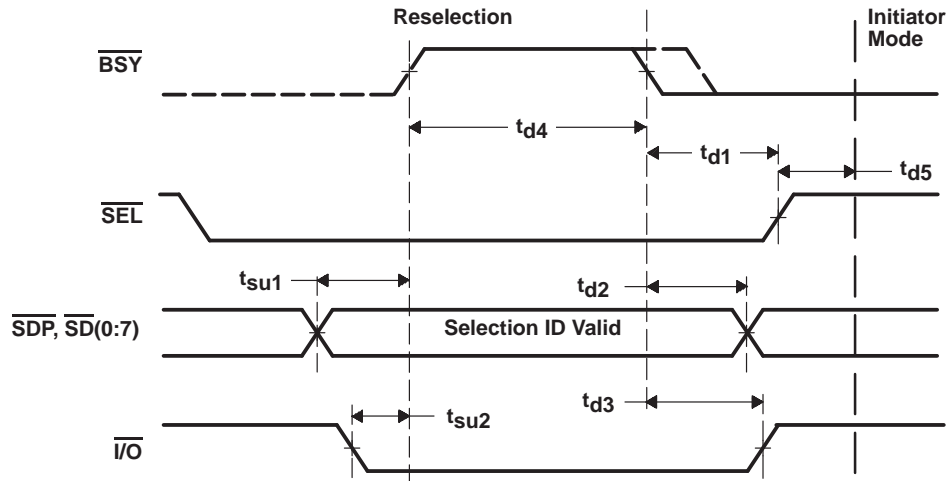 Reselection
Initiator
Mode
BSY
td4
td1
td5
SEL
tsu1
td2
SDP, SD(0:7)
Selection ID Valid
td3
tsu2
I/O